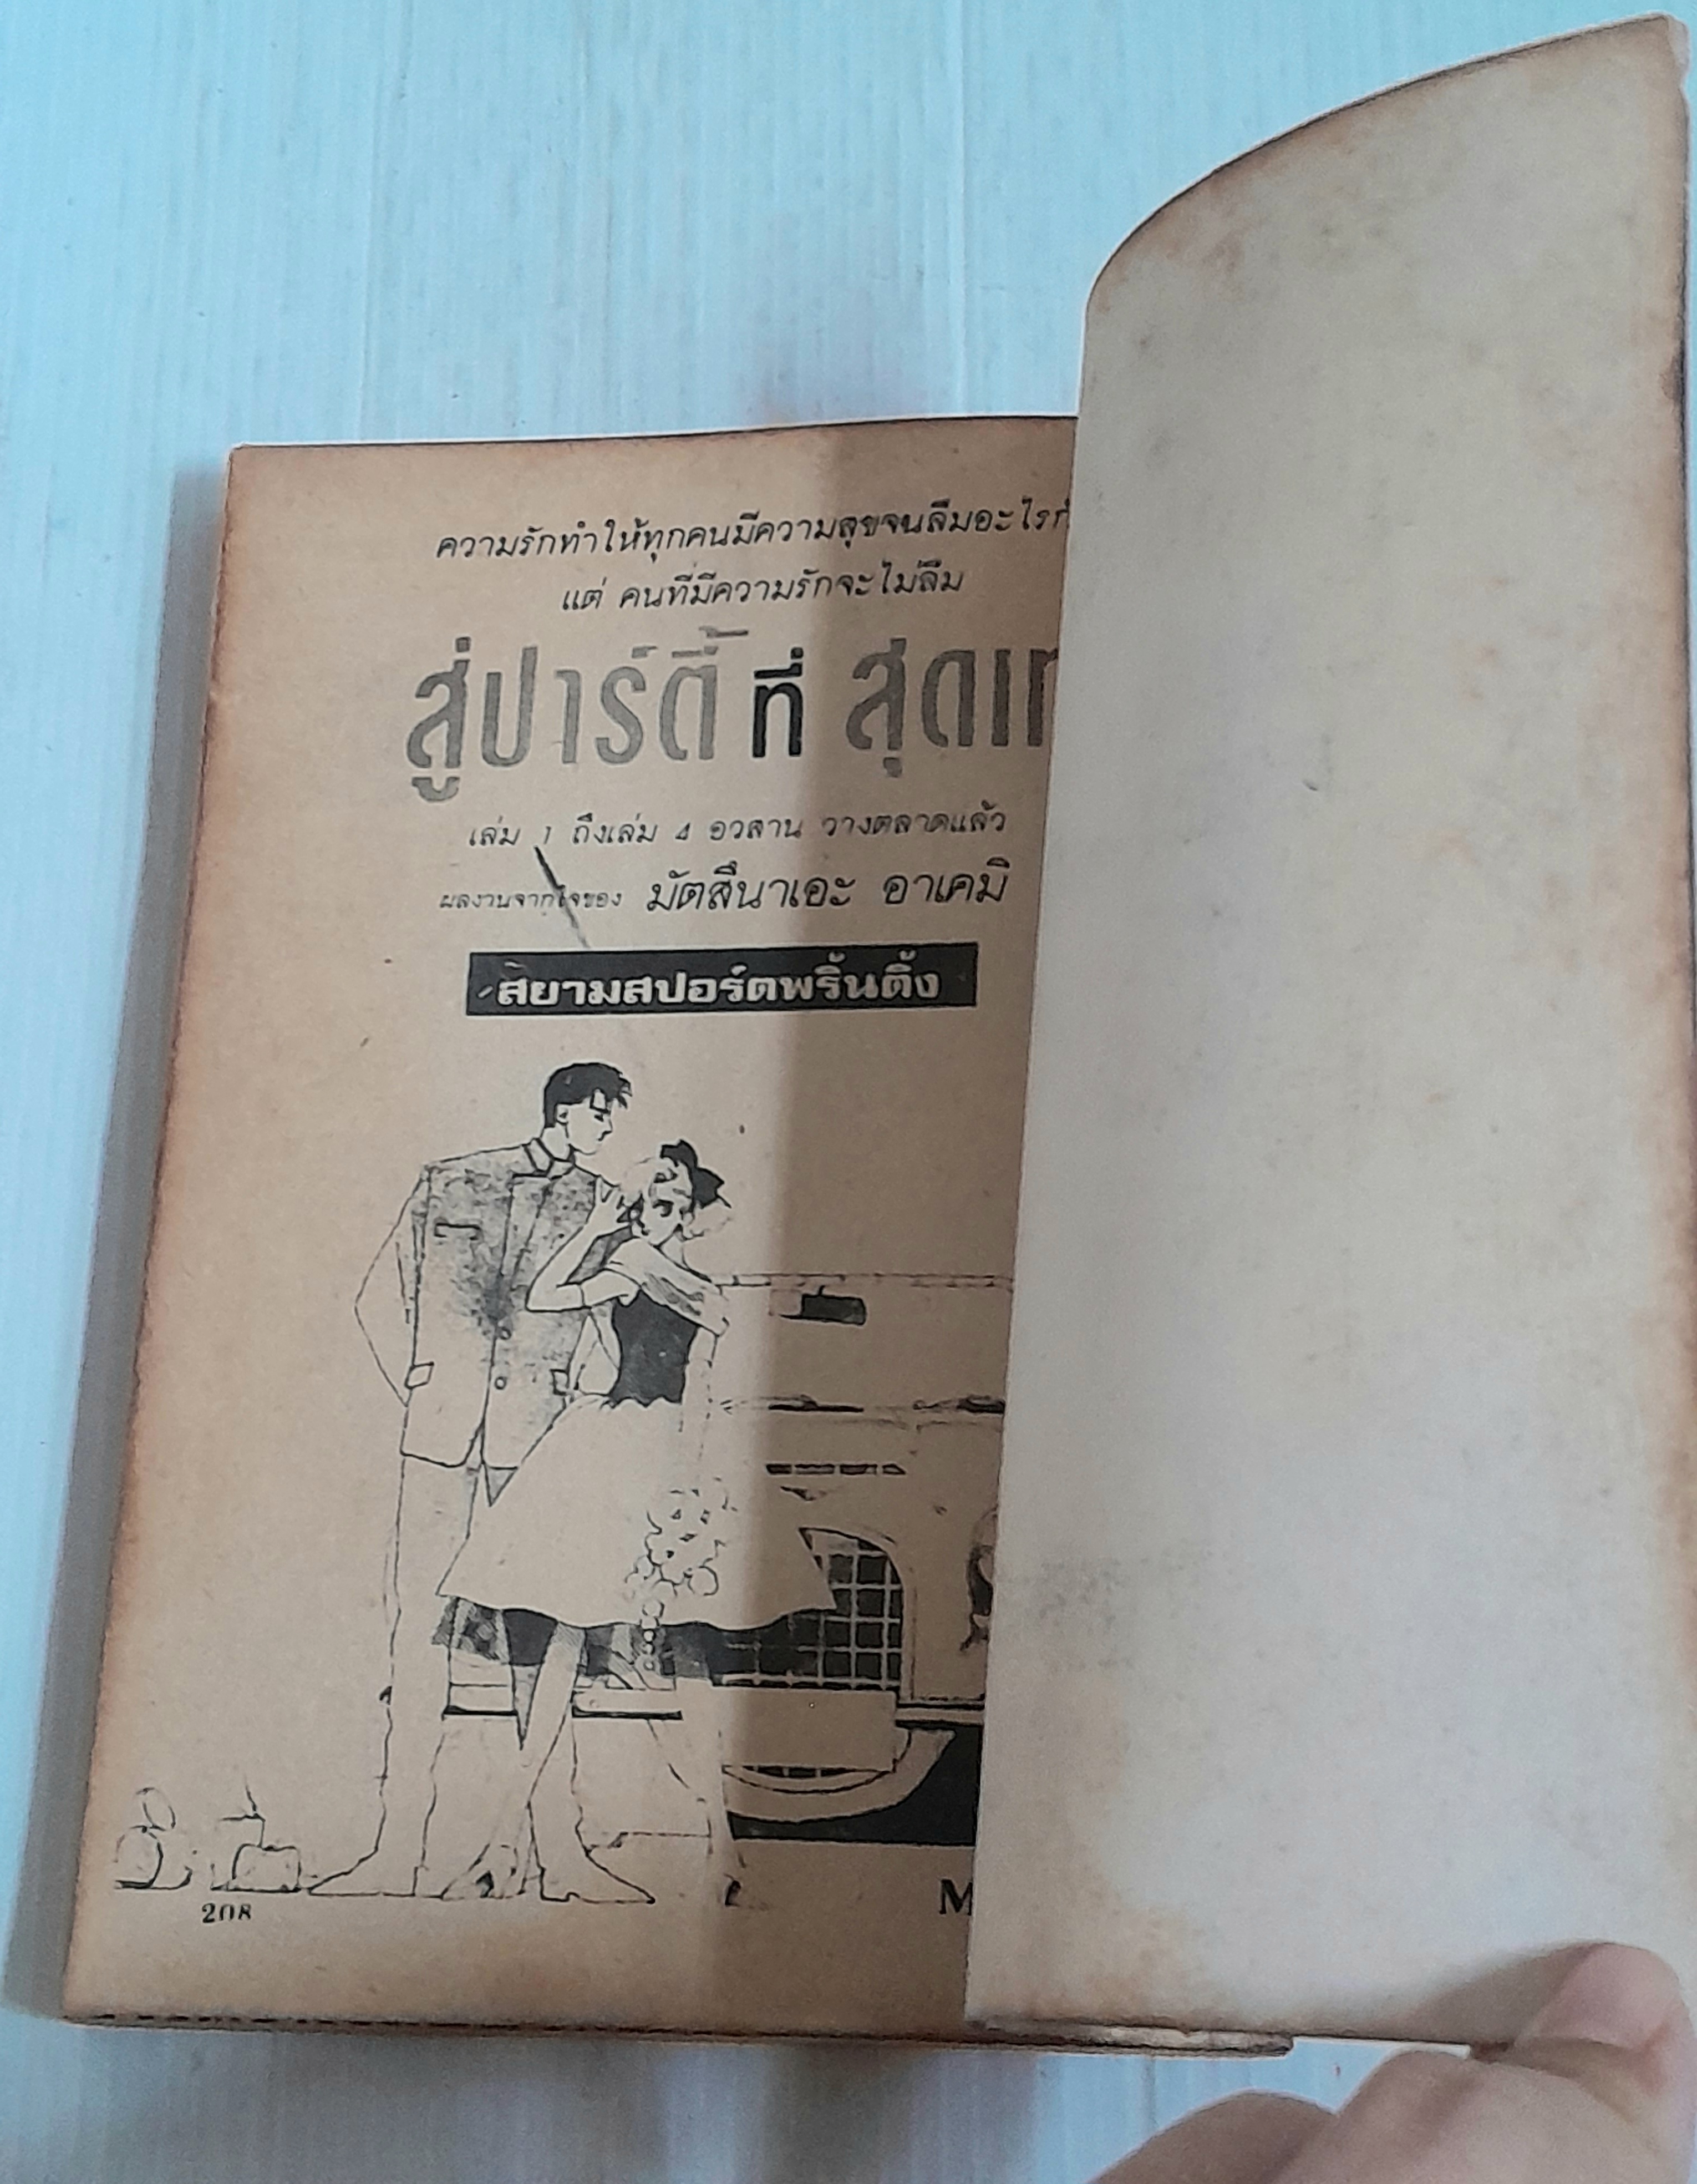 ความรักทำให้ทุกคนมีความสุขจนลืมอะไร
แต่ คนที่มีความรักจะไม่ลืม
สู่ปาร์ตี้ ที่
เล่ม 1 ถึงเล่ม 4 อวสาน วางตลาดแล้ว
ผลงานจากใจของ มัตสึนาเอะ อาเคมิ
สยามสปอร์ตพริ้นติ้ง
208
M